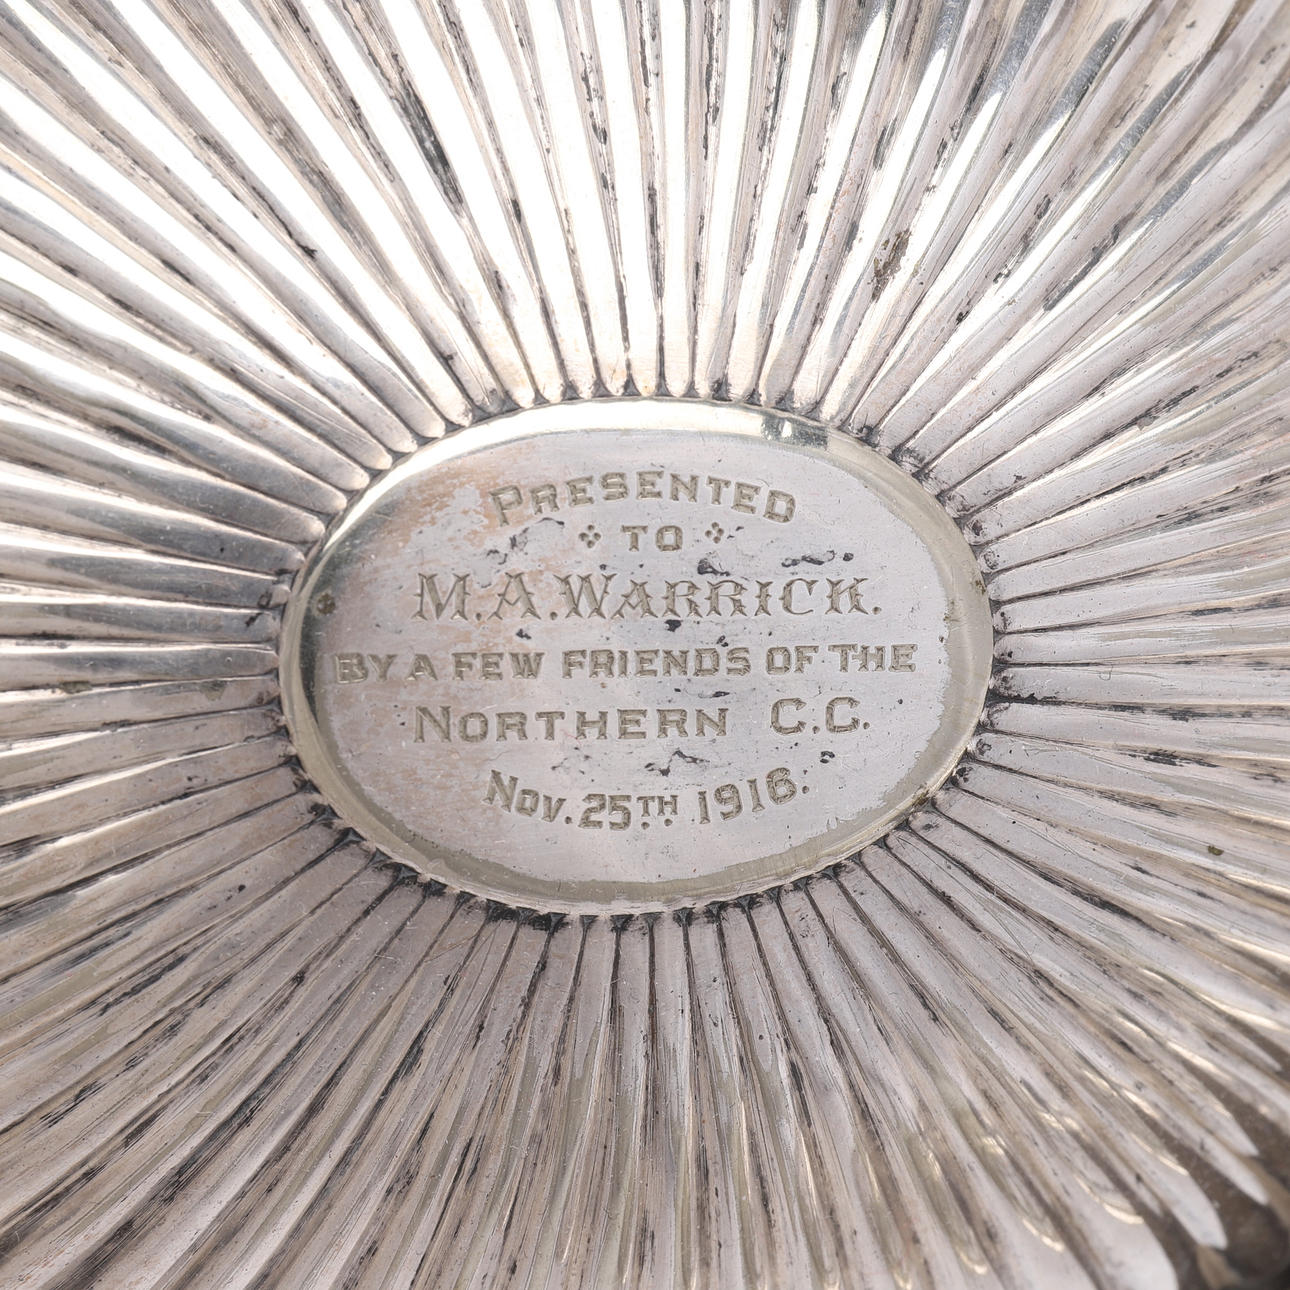 PRESENTED
TO
M.A. WARRICK.
BY A FEW FRIENDS OF THE
NORTHERN C.C.
NOV. 25TH 1916.